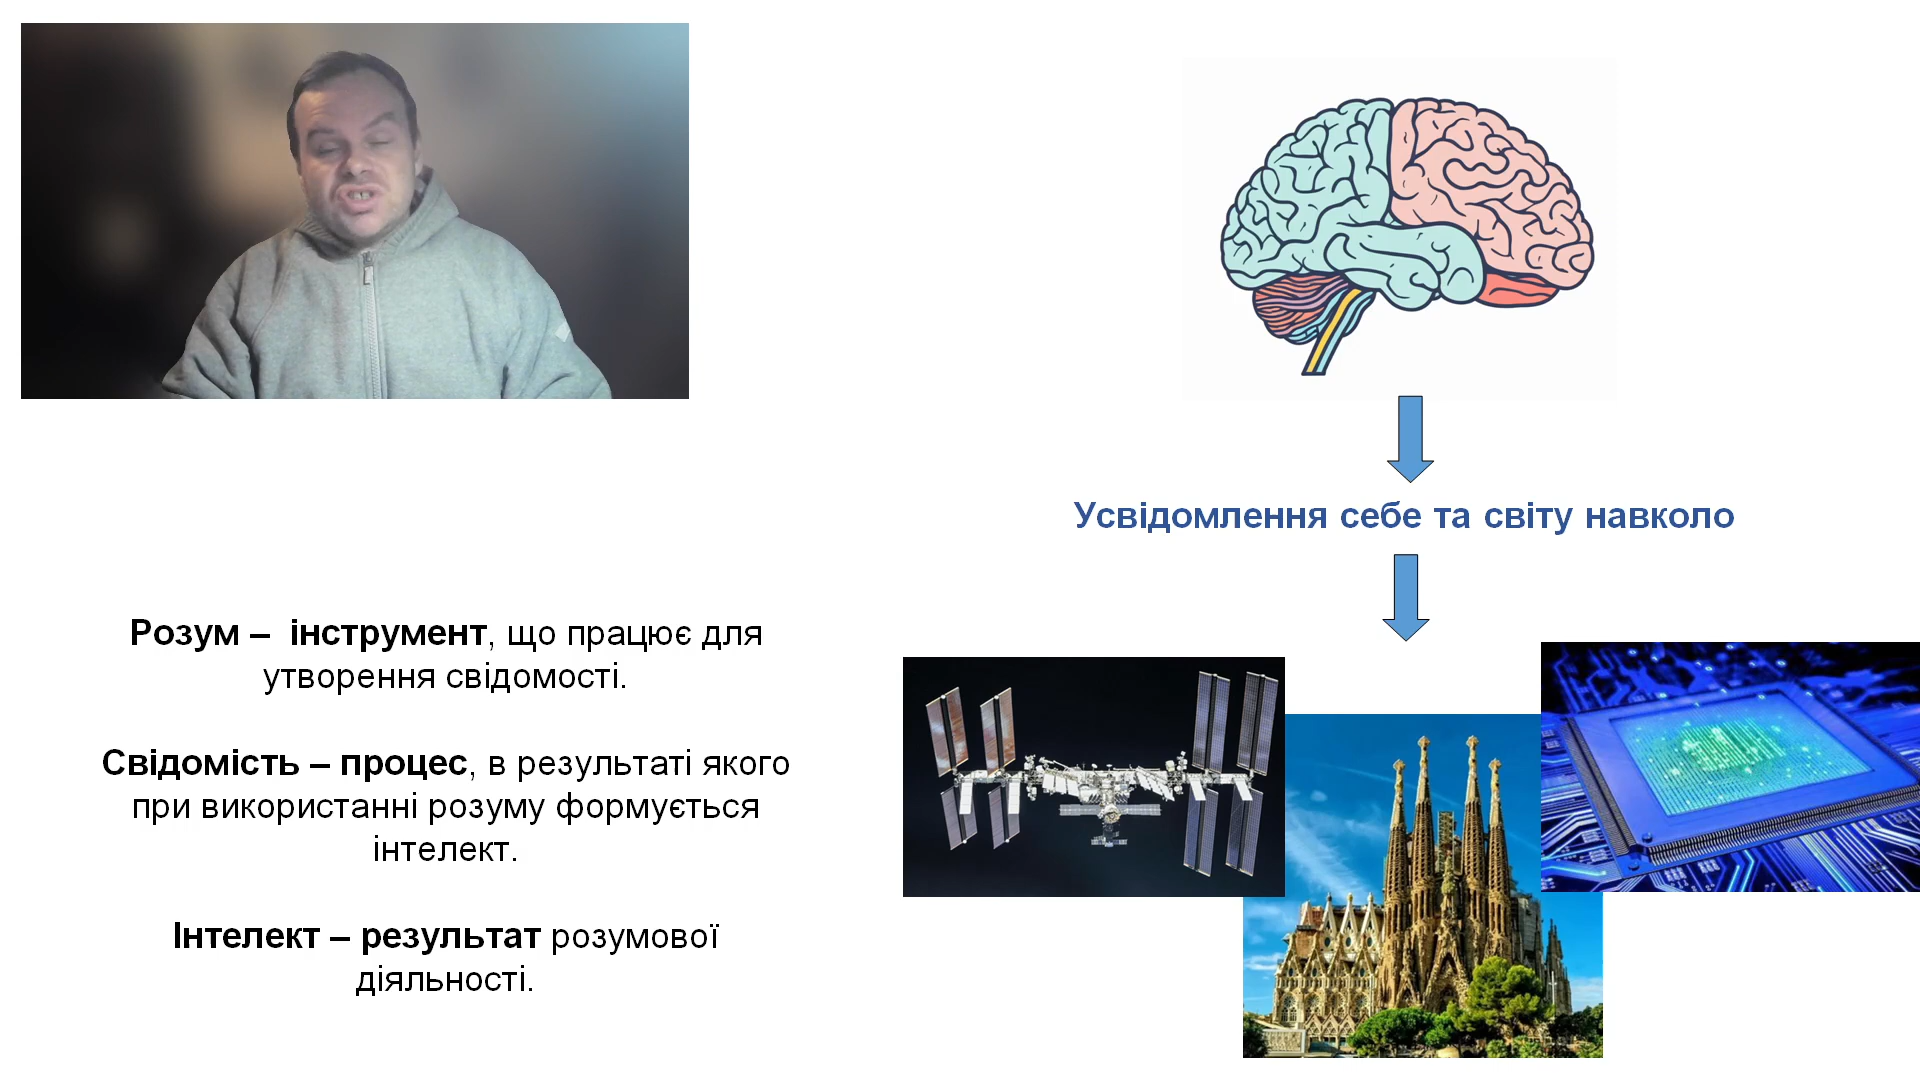 Усвідомлення себе та світу навколо
Розум –  інструмент, що працює для
утворення свідомості.
Свідомість – процес, в результаті якого
при використанні розуму формується
інтелект.
Інтелект – результат розумової
діяльності.